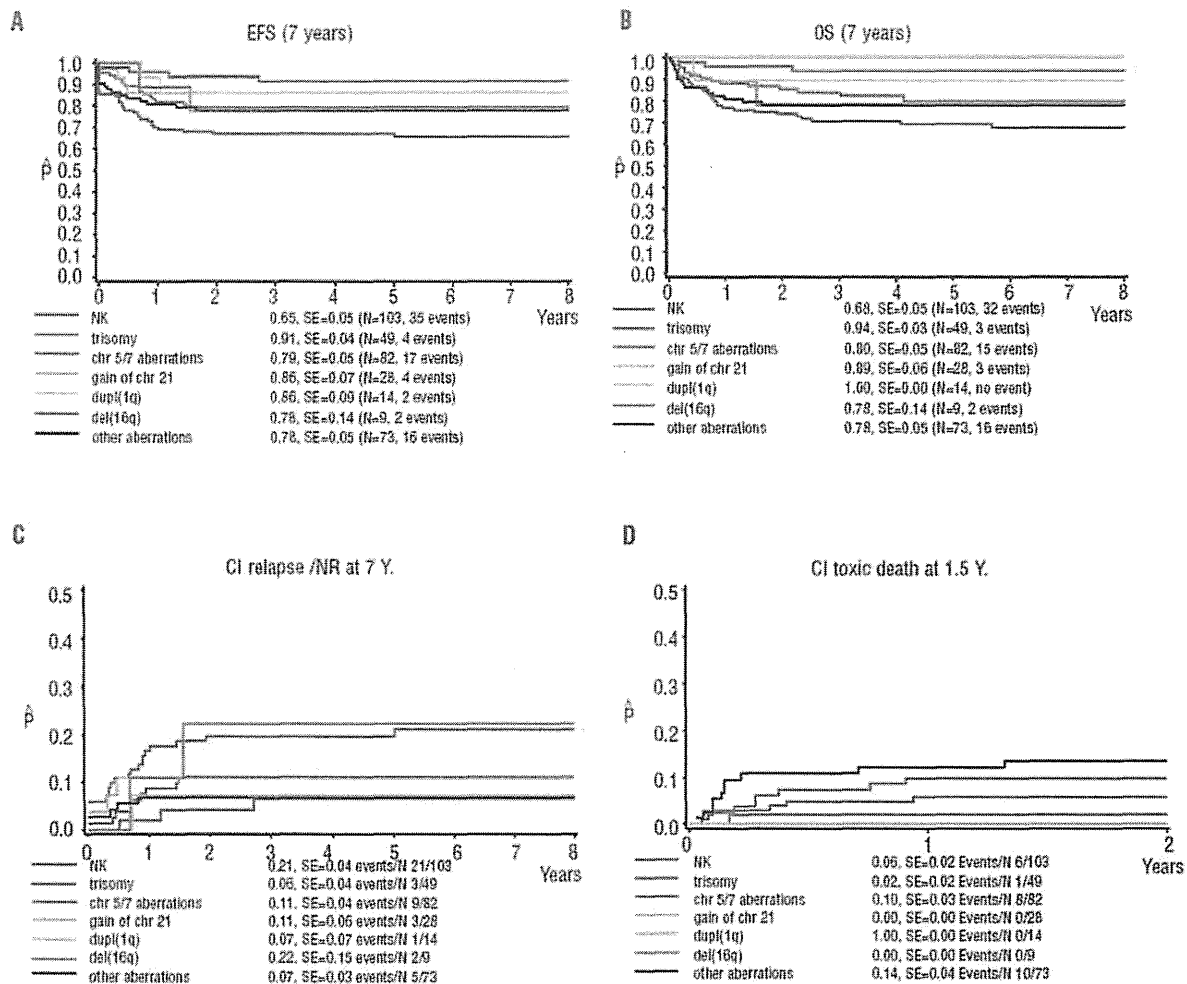 A
EFS (7 years)
1.0
0.9
0.8
0.7
0.6
p̂ 0.5
0.4
0.3
0.2
0.1
0.0
0 1 2 3 4 5 6 7 8
Years
NK 0.65, SE=0.05 (N=103, 35 events)
trisomy 0.91, SE=0.04 (N=49, 4 events)
chr 5/7 aberrations 0.79, SE=0.05 (N=82, 17 events)
gain of chr 21 0.86, SE=0.07 (N=28, 4 events)
dupl(1q) 0.86, SE=0.09 (N=14, 2 events)
del(16q) 0.78, SE=0.14 (N=9, 2 events)
other aberrations 0.78, SE=0.05 (N=73, 16 events)
B
OS (7 years)
1.0
0.9
0.8
0.7
0.6
p̂ 0.5
0.4
0.3
0.2
0.1
0.0
0 1 2 3 4 5 6 7 8
Years
NK 0.68, SE=0.05 (N=103, 32 events)
trisomy 0.94, SE=0.03 (N=49, 3 events)
chr 5/7 aberrations 0.80, SE=0.05 (N=82, 15 events)
gain of chr 21 0.89, SE=0.06 (N=28, 3 events)
dupl(1q) 1.00, SE=0.00 (N=14, no event)
del(16q) 0.78, SE=0.14 (N=9, 2 events)
other aberrations 0.78, SE=0.05 (N=73, 16 events)
C
CI relapse /NR at 7 Y.
0.5
0.4
0.3
p̂
0.2
0.1
0.0
0 1 2 3 4 5 6 7 8
Years
NK 0.21, SE=0.04 events/N 21/103
trisomy 0.06, SE=0.04 events/N 3/49
chr 5/7 aberrations 0.11, SE=0.04 events/N 9/82
gain of chr 21 0.11, SE=0.06 events/N 3/28
dupl(1q) 0.07, SE=0.07 events/N 1/14
del(16q) 0.22, SE=0.15 events/N 2/9
other aberrations 0.07, SE=0.03 events/N 5/73
D
CI toxic death at 1.5 Y.
0.5
0.4
0.3
p̂
0.2
0.1
0.0
0 1 2
Years
NK 0.06, SE=0.02 Events/N 6/103
trisomy 0.02, SE=0.02 Events/N 1/49
chr 5/7 aberrations 0.10, SE=0.03 Events/N 8/82
gain of chr 21 0.00, SE=0.00 Events/N 0/28
dupl(1q) 1.00, SE=0.00 Events/N 0/14
del(16q) 0.00, SE=0.00 Events/N 0/9
other aberrations 0.14, SE=0.04 Events/N 10/73